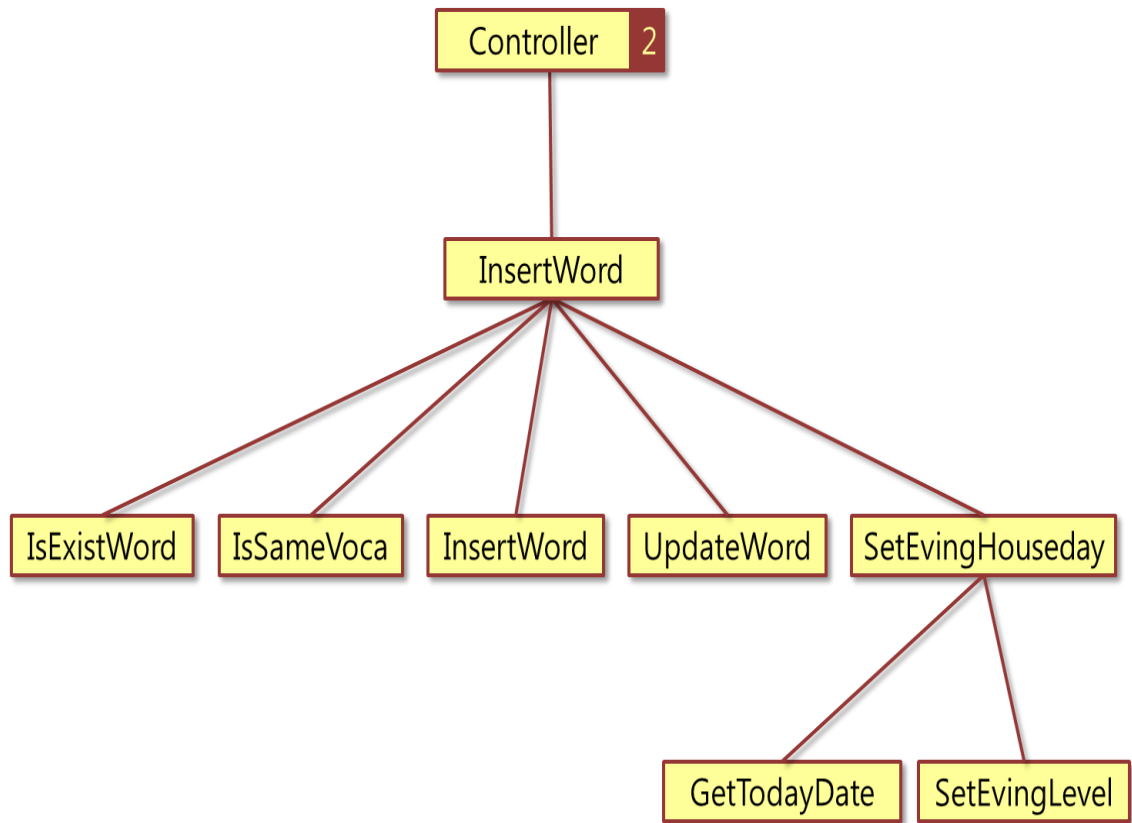 Controller 2
InsertWord
IsExistWord
IsSameVoca
InsertWord
UpdateWord
SetEvingHouseday
GetTodayDate
SetEvingLevel